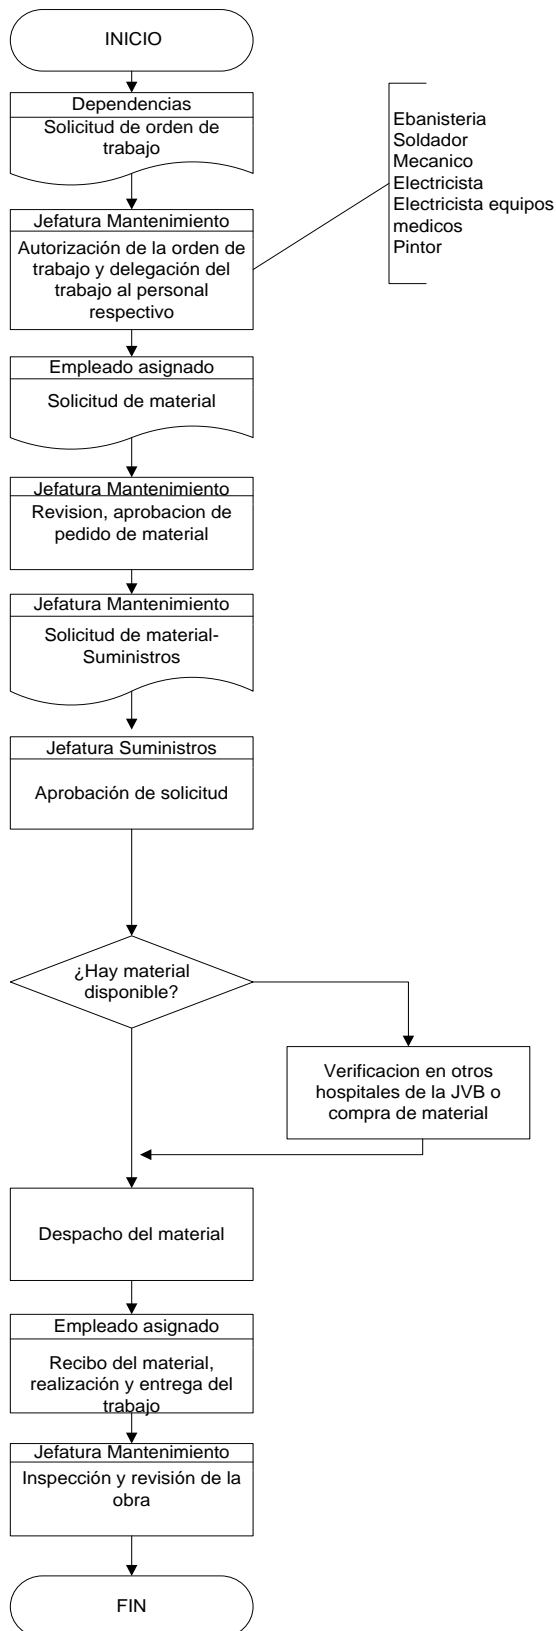 INICIO
Dependencias
Solicitud de orden de
trabajo
Jefatura Mantenimiento
Autorización de la orden de
trabajo y delegación del
trabajo al personal
respectivo
Ebanisteria
Soldador
Mecanico
Electricista
Electricista equipos
medicos
Pintor
Empleado asignado
Solicitud de material
Jefatura Mantenimiento
Revision, aprobacion de
pedido de material
Jefatura Mantenimiento
Solicitud de material-
Suministros
Jefatura Suministros
Aprobación de solicitud
¿Hay material
disponible?
Verificacion en otros
hospitales de la JVB o
compra de material
Despacho del material
Empleado asignado
Recibo del material,
realización y entrega del
trabajo
Jefatura Mantenimiento
Inspección y revisión de la
obra
FIN